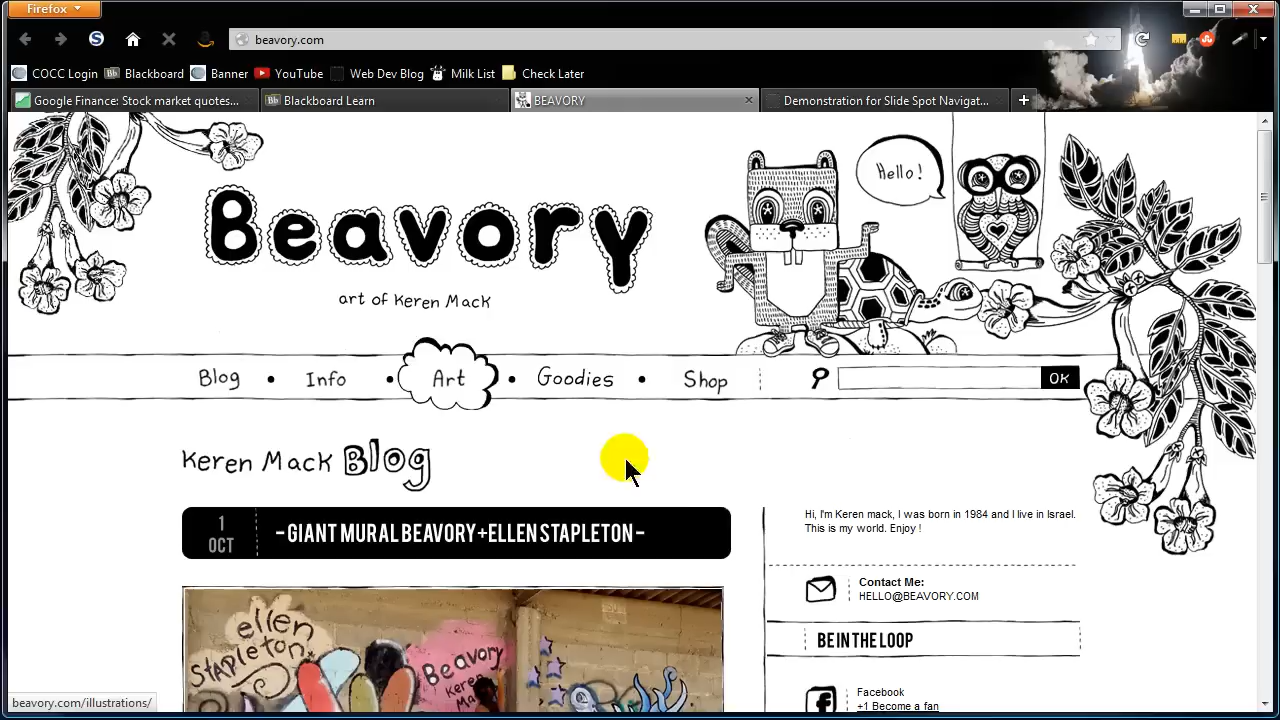 Firefox
beavory.com
COCC Login
Blackboard
Banner
YouTube
Web Dev Blog
Milk List
Check Later
Google Finance: Stock market quotes...
Blackboard Learn
BEAVORY
Demonstration for Slide Spot Navigat...
Hello!
Beavory
art of Keren Mack
Blog • Info • Art • Goodies • Shop
OK
Keren Mack Blog
1
OCT
- GIANT MURAL BEAVORY+ELLEN STAPLETON -
Hi, I'm Keren mack, I was born in 1984 and I live in Israel.
This is my world. Enjoy !
Contact Me:
HELLO@BEAVORY.COM
BE IN THE LOOP
ellen
STAPleton.
Beavory
Keren
Ma
Facebook
+1 Become a fan
beavory.com/illustrations/